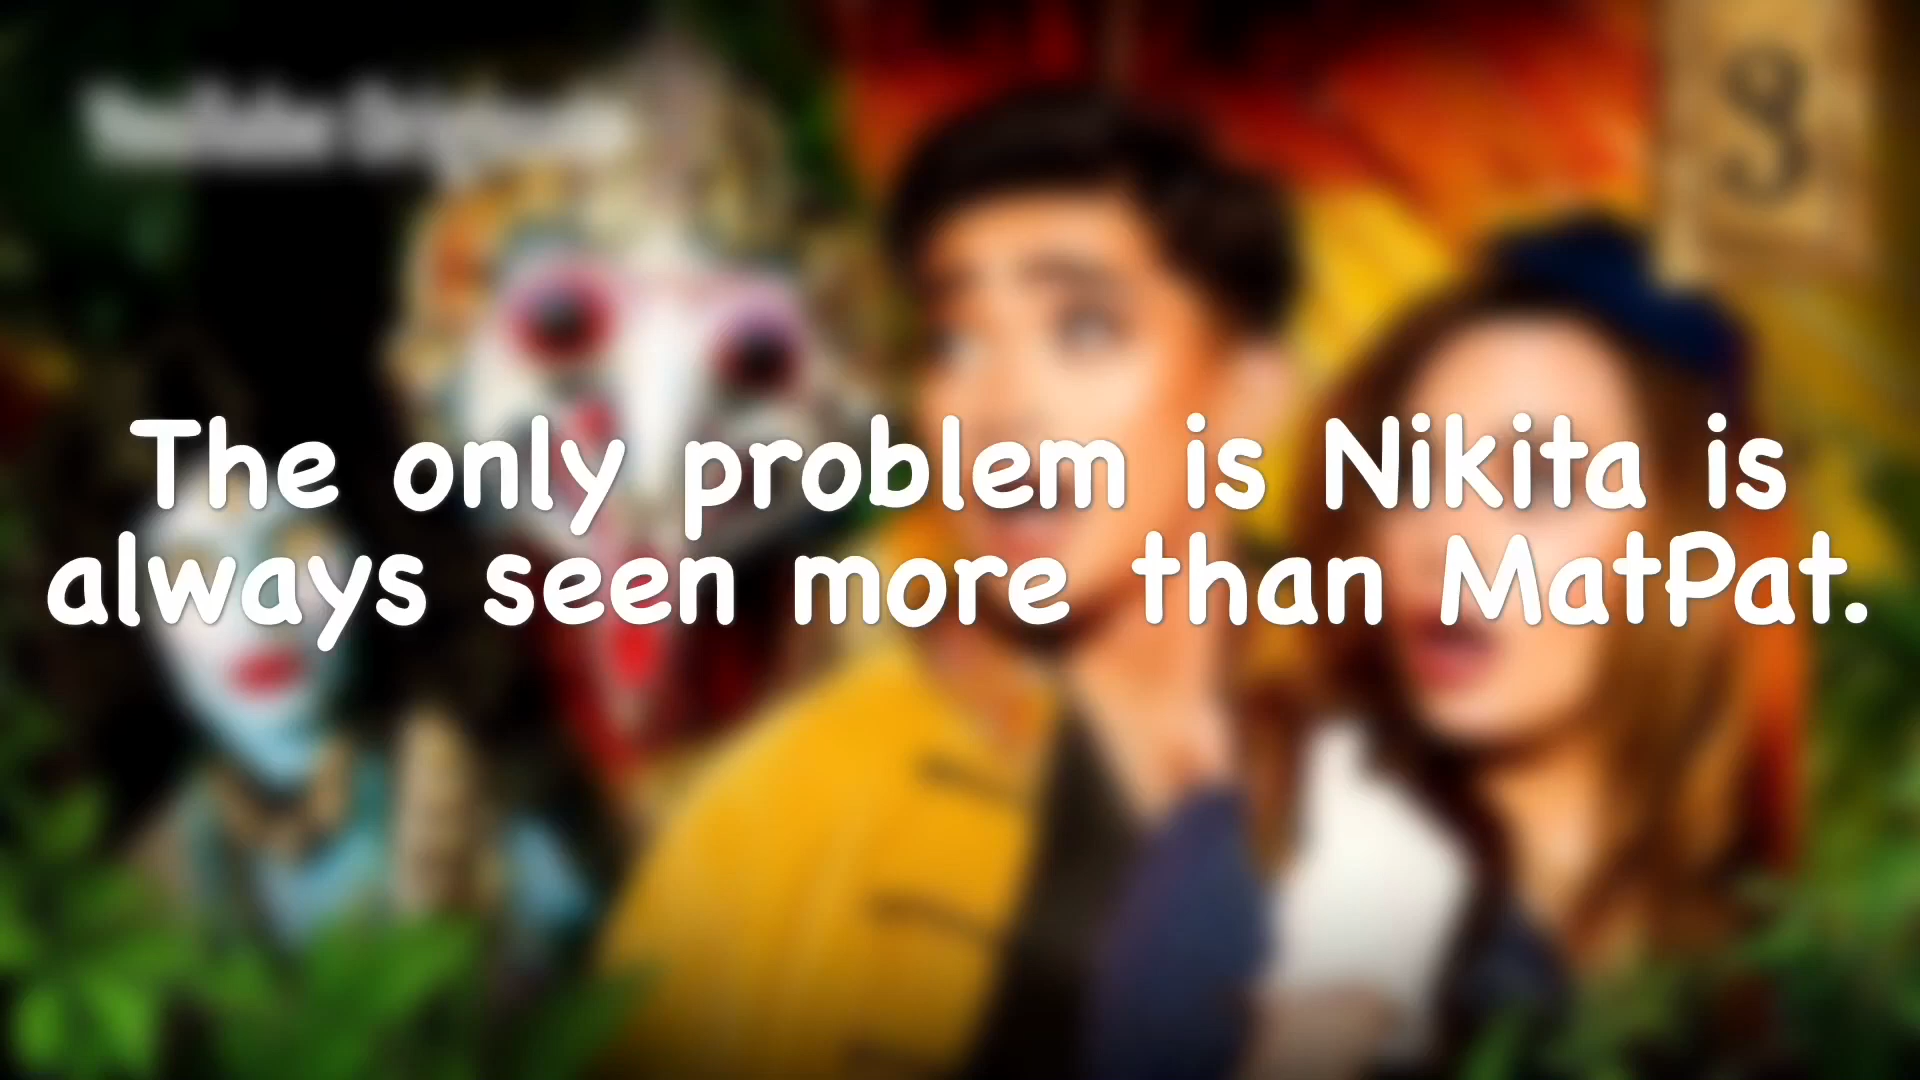 The only problem is Nikita is
always seen more than MatPat.